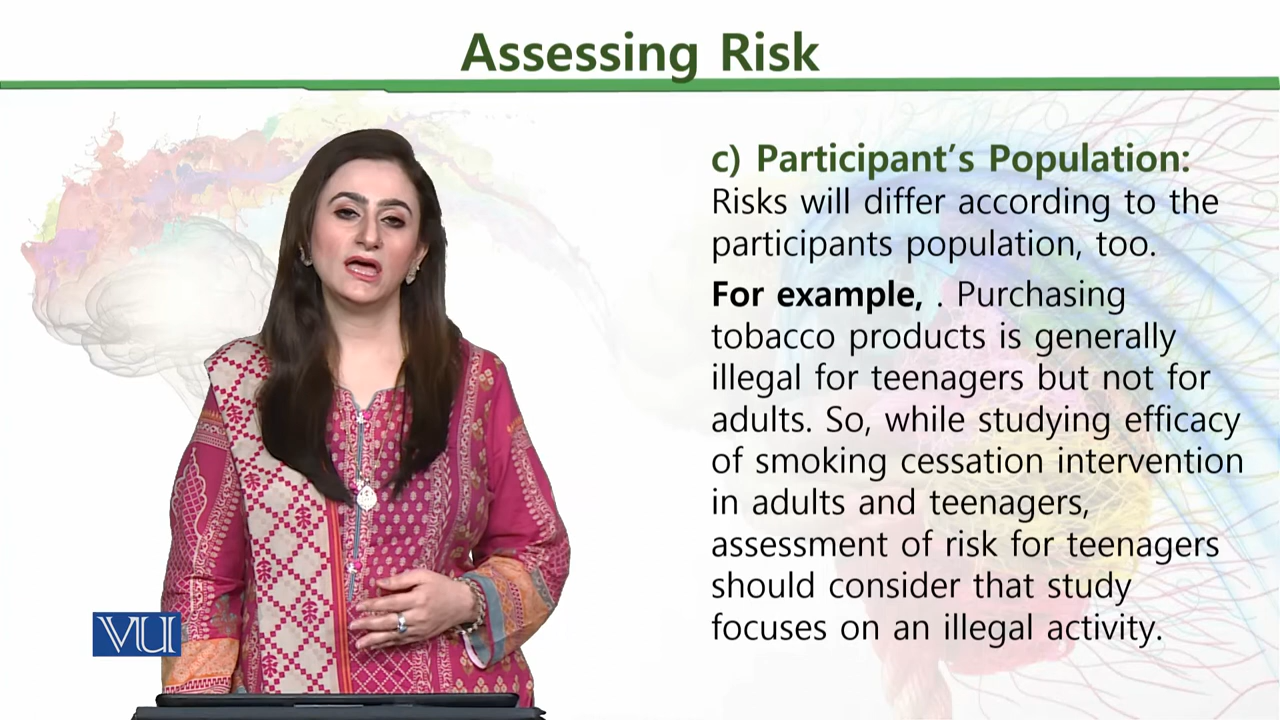 Assessing Risk
c) Participant’s Population:
Risks will differ according to the
participants population, too.
For example, . Purchasing
tobacco products is generally
illegal for teenagers but not for
adults. So, while studying efficacy
of smoking cessation intervention
in adults and teenagers,
assessment of risk for teenagers
should consider that study
focuses on an illegal activity.
VU